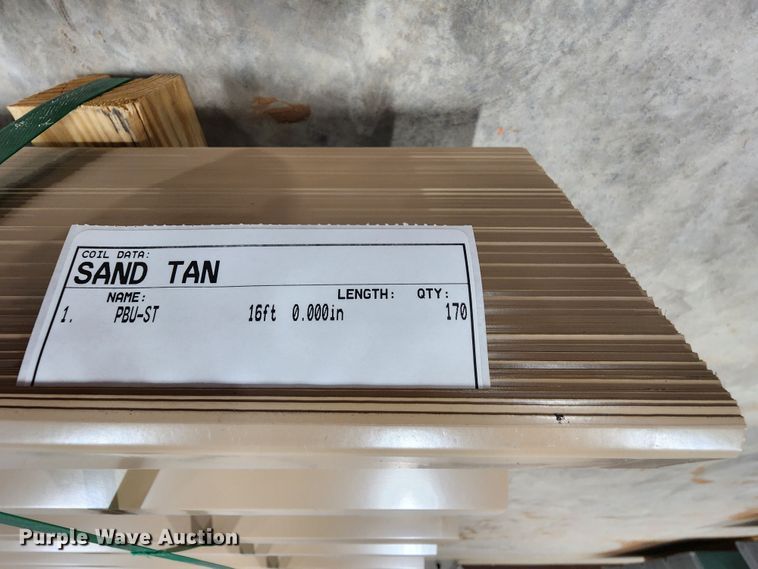 COIL DATA:
SAND TAN
NAME: LENGTH: QTY:
1. PBU-ST 16ft 0.000in 170
Purple Wave Auction